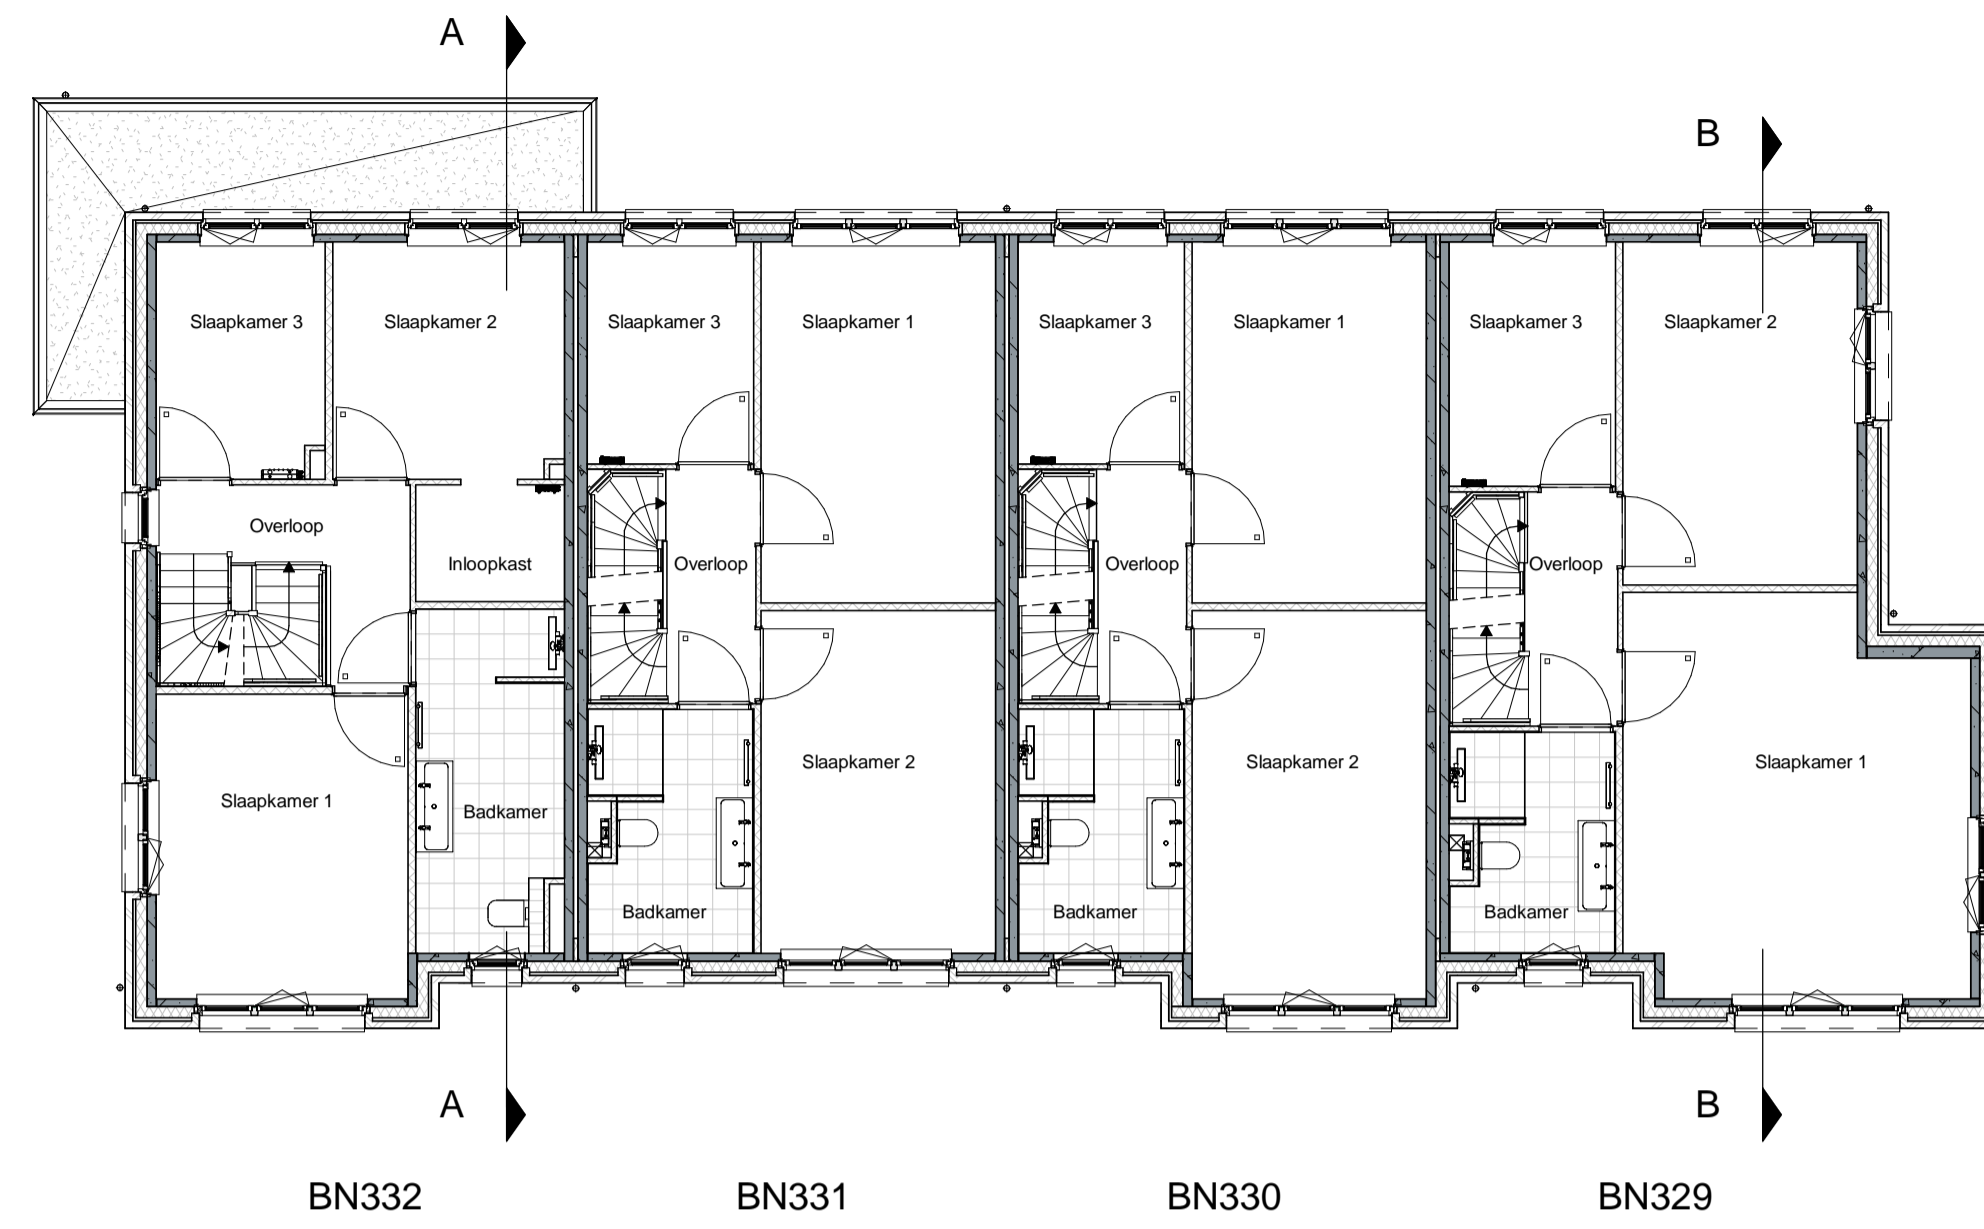 A
B
Slaapkamer 3
Slaapkamer 2
Slaapkamer 3
Slaapkamer 1
Slaapkamer 3
Slaapkamer 1
Slaapkamer 3
Slaapkamer 2
Overloop
Inloopkast
Overloop
Overloop
Overloop
Slaapkamer 1
Badkamer
Slaapkamer 2
Slaapkamer 2
Slaapkamer 1
Badkamer
Badkamer
Badkamer
A
B
BN332
BN331
BN330
BN329